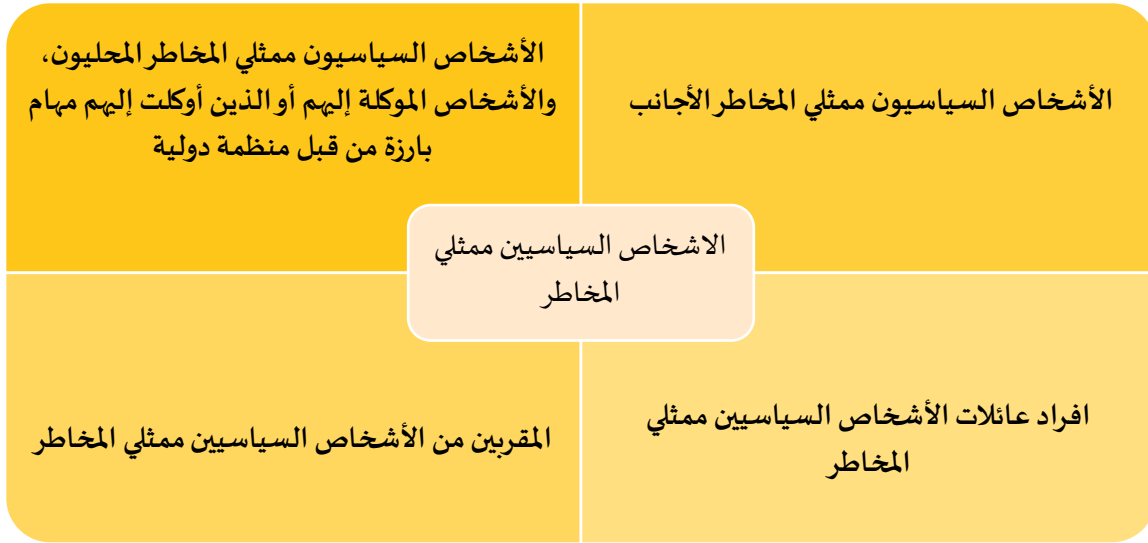 الأشخاص السياسيون ممثلي المخاطر الأجانب
الأشخاص السياسيون ممثلي المخاطر المحليون،
والأشخاص الموكلة إليهم أو الذين أوكلت إليهم مهام
بارزة من قبل منظمة دولية
الاشخاص السياسيين ممثلي
المخاطر
افراد عائلات الأشخاص السياسيين ممثلي
المخاطر
المقربين من الأشخاص السياسيين ممثلي المخاطر